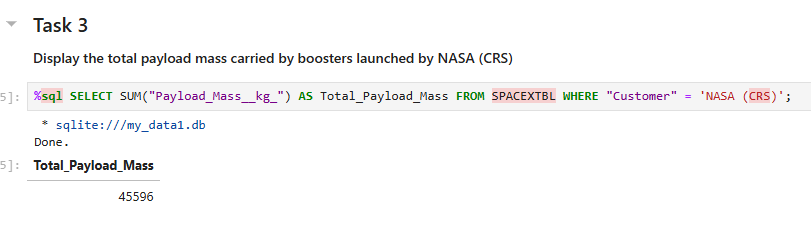 Task 3
Display the total payload mass carried by boosters launched by NASA (CRS)
5]: %sql SELECT SUM("Payload_Mass__kg_") AS Total_Payload_Mass FROM SPACEXTBL WHERE "Customer" = 'NASA (CRS)';
* sqlite:///my_data1.db
Done.
5]: Total_Payload_Mass
45596